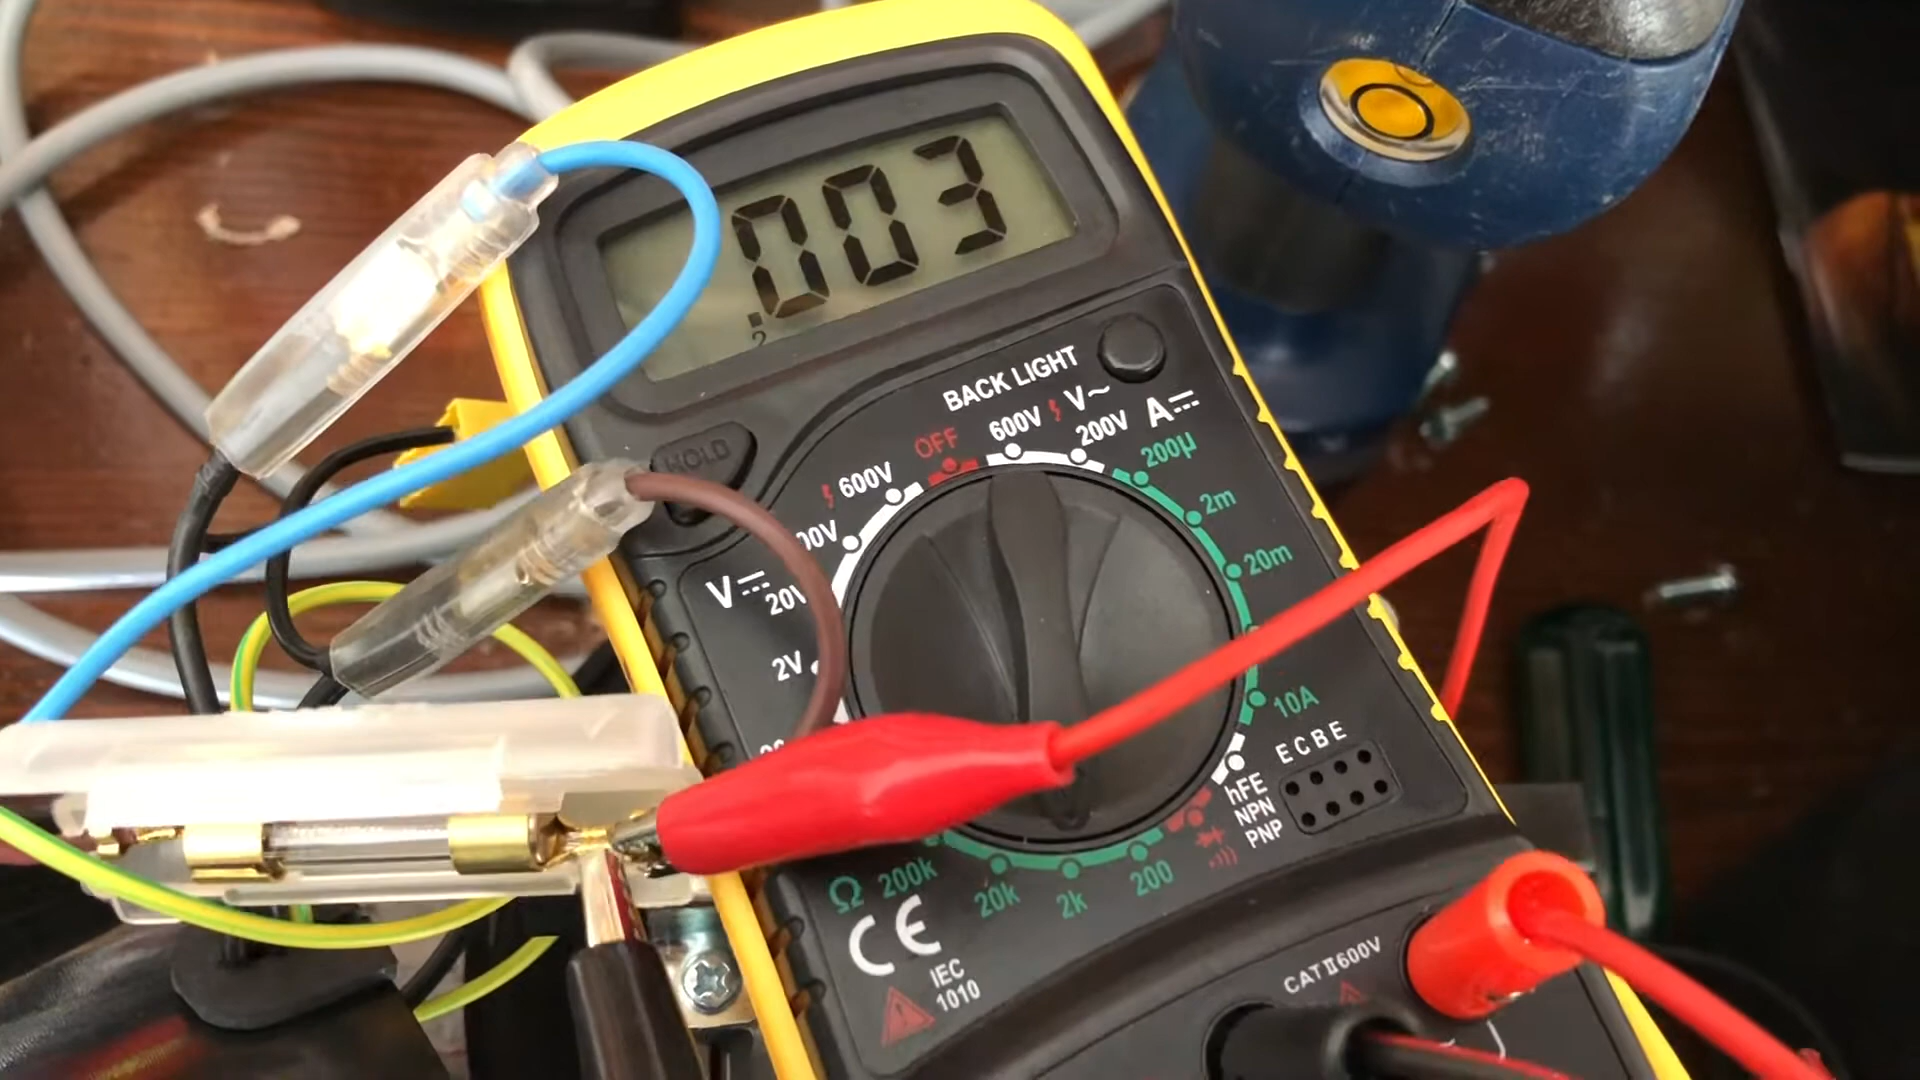 .003
2
BACK LIGHT
HOLD
OFF
600V
V~
200V
A
200µ
2m
20m
10A
600V
V
20V
2V
E C B E
hFE
NPN
PNP
Ω
200k
20k
2k
200
CE
IEC
1010
CAT II 600V